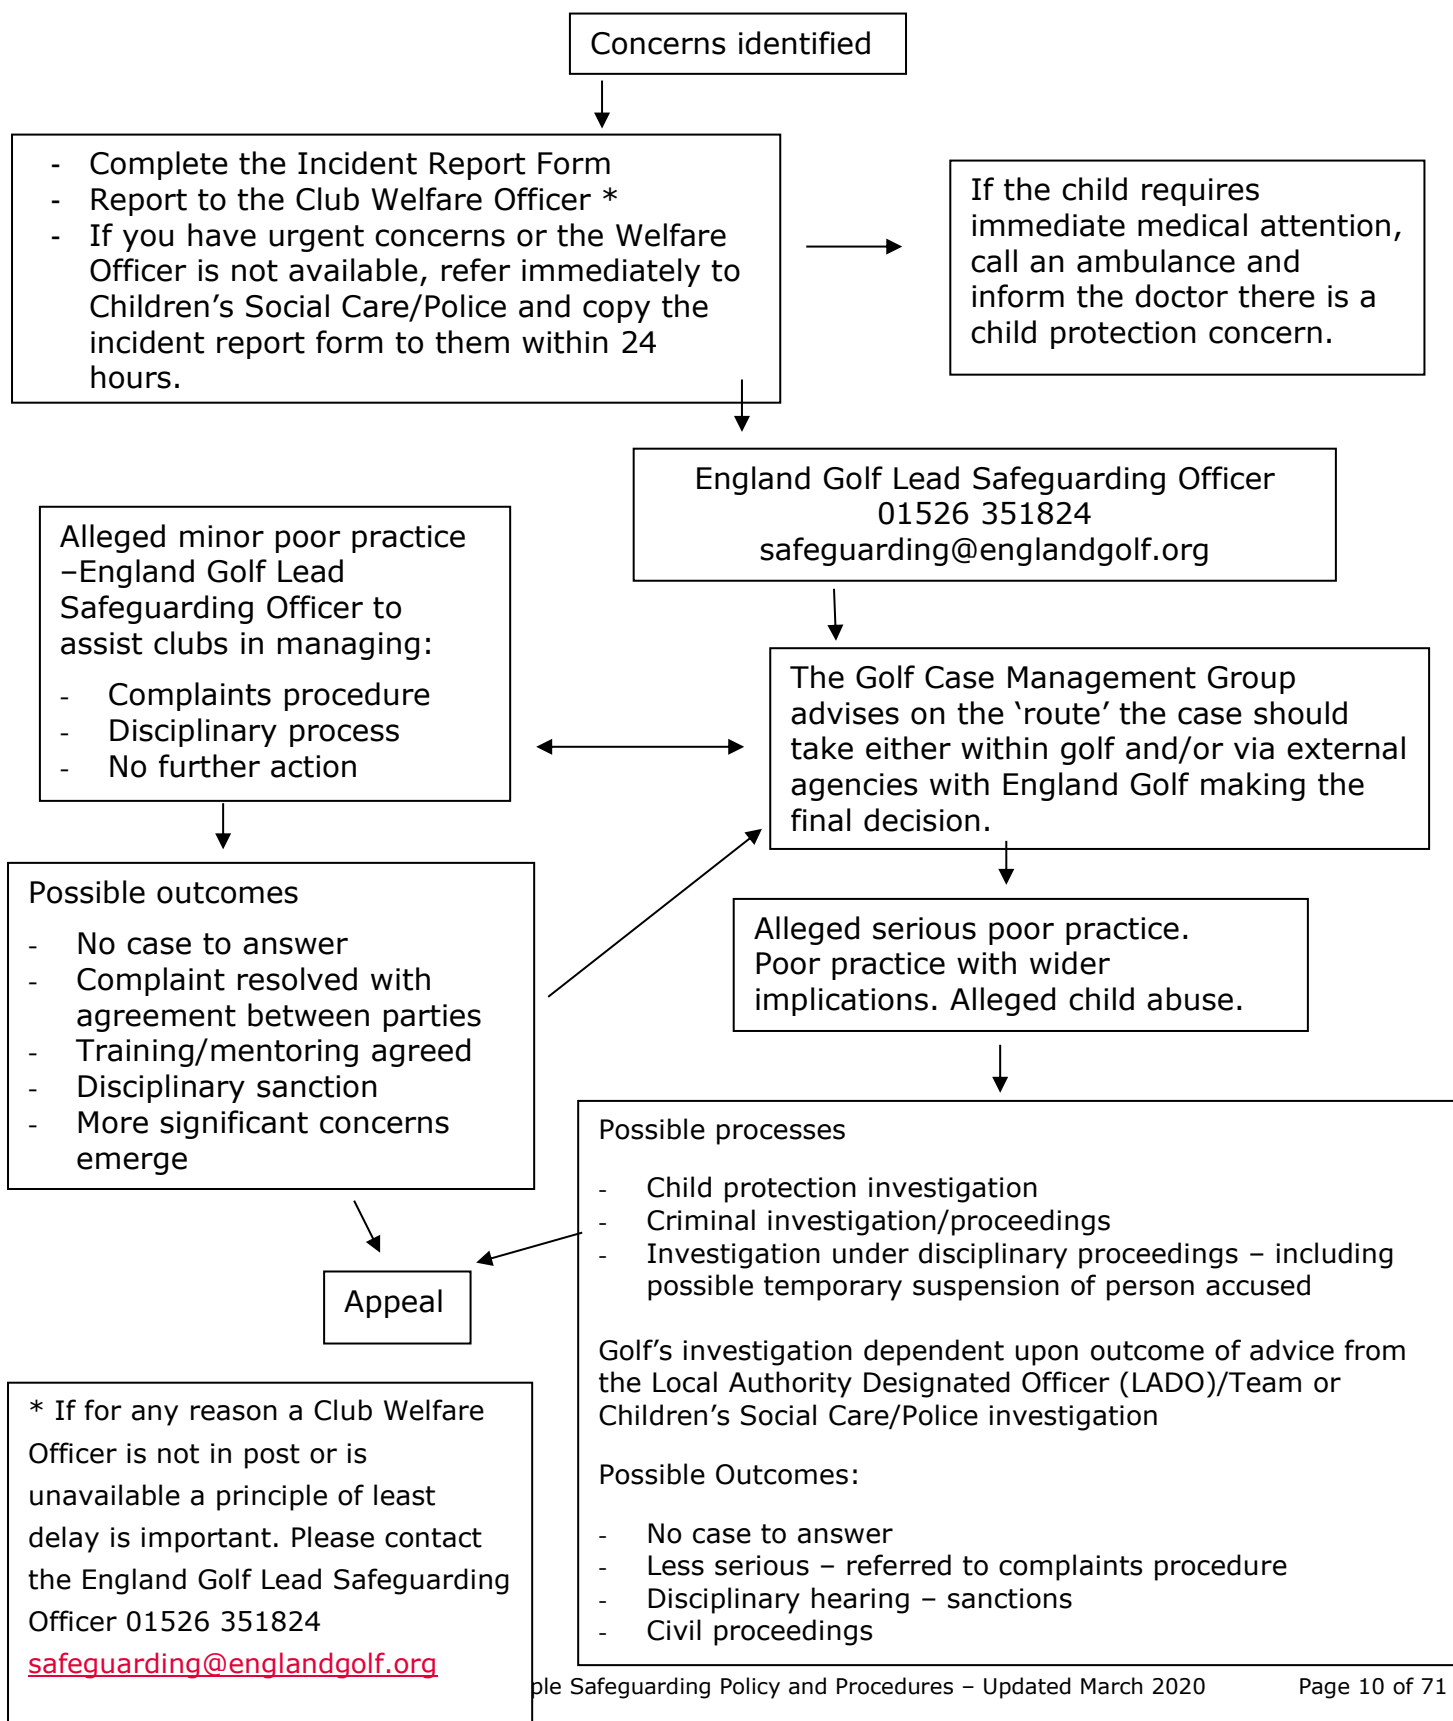 Concerns identified
- Complete the Incident Report Form
- Report to the Club Welfare Officer *
- If you have urgent concerns or the Welfare
Officer is not available, refer immediately to
Children’s Social Care/Police and copy the
incident report form to them within 24
hours.
If the child requires
immediate medical attention,
call an ambulance and
inform the doctor there is a
child protection concern.
England Golf Lead Safeguarding Officer
01526 351824
safeguarding@englandgolf.org
Alleged minor poor practice
–England Golf Lead
Safeguarding Officer to
assist clubs in managing:
- Complaints procedure
- Disciplinary process
- No further action
The Golf Case Management Group
advises on the ‘route’ the case should
take either within golf and/or via external
agencies with England Golf making the
final decision.
Possible outcomes
- No case to answer
- Complaint resolved with
agreement between parties
- Training/mentoring agreed
- Disciplinary sanction
- More significant concerns
emerge
Alleged serious poor practice.
Poor practice with wider
implications. Alleged child abuse.
Possible processes
- Child protection investigation
- Criminal investigation/proceedings
- Investigation under disciplinary proceedings – including
possible temporary suspension of person accused
Golf’s investigation dependent upon outcome of advice from
the Local Authority Designated Officer (LADO)/Team or
Children’s Social Care/Police investigation
Possible Outcomes:
- No case to answer
- Less serious – referred to complaints procedure
- Disciplinary hearing – sanctions
- Civil proceedings
Appeal
* If for any reason a Club Welfare
Officer is not in post or is
unavailable a principle of least
delay is important. Please contact
the England Golf Lead Safeguarding
Officer 01526 351824
safeguarding@englandgolf.org
ple Safeguarding Policy and Procedures – Updated March 2020 Page 10 of 71